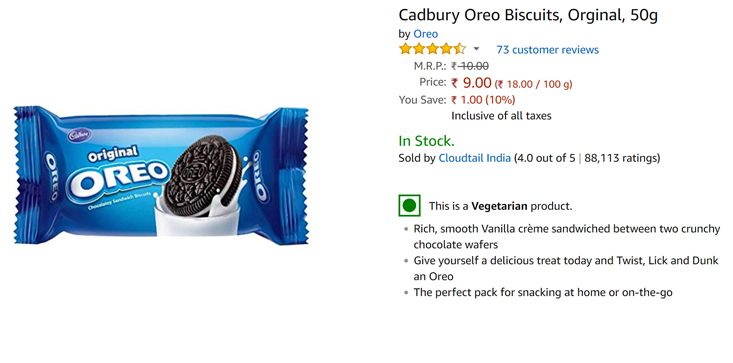 Cadbury Oreo Biscuits, Orginal, 50g
by Oreo
73 customer reviews
M.R.P.: ₹ 10.00
Price: ₹ 9.00 (₹ 18.00 / 100 g)
You Save: ₹ 1.00 (10%)
Inclusive of all taxes
In Stock.
Sold by Cloudtail India (4.0 out of 5 | 88,113 ratings)
This is a Vegetarian product.
• Rich, smooth Vanilla crème sandwiched between two crunchy
chocolate wafers
• Give yourself a delicious treat today and Twist, Lick and Dunk
an Oreo
• The perfect pack for snacking at home or on-the-go
Cadbury
Original
OREO
Chocolatey Sandwich Biscuits
OREO
OREO
OREO